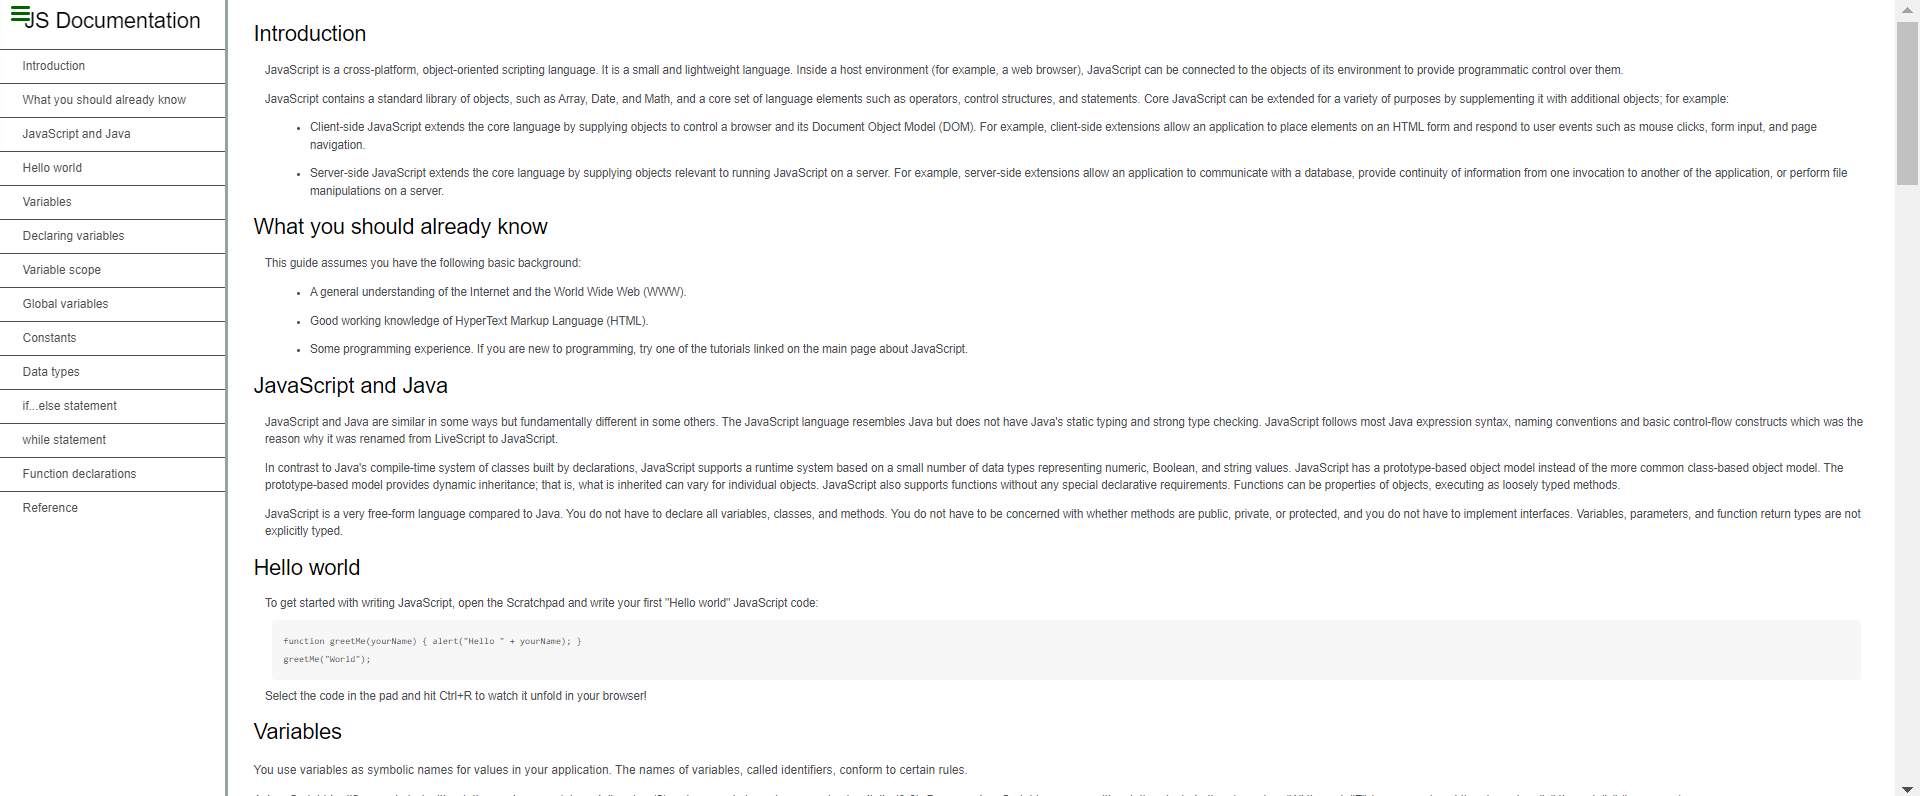 JS Documentation
Introduction
What you should already know
JavaScript and Java
Hello world
Variables
Declaring variables
Variable scope
Global variables
Constants
Data types
if...else statement
while statement
Function declarations
Reference
Introduction
JavaScript is a cross-platform, object-oriented scripting language. It is a small and lightweight language. Inside a host environment (for example, a web browser), JavaScript can be connected to the objects of its environment to provide programmatic control over them.
JavaScript contains a standard library of objects, such as Array, Date, and Math, and a core set of language elements such as operators, control structures, and statements. Core JavaScript can be extended for a variety of purposes by supplementing it with additional objects; for example:
• Client-side JavaScript extends the core language by supplying objects to control a browser and its Document Object Model (DOM). For example, client-side extensions allow an application to place elements on an HTML form and respond to user events such as mouse clicks, form input, and page
navigation.
• Server-side JavaScript extends the core language by supplying objects relevant to running JavaScript on a server. For example, server-side extensions allow an application to communicate with a database, provide continuity of information from one invocation to another of the application, or perform file
manipulations on a server.
What you should already know
This guide assumes you have the following basic background:
• A general understanding of the Internet and the World Wide Web (WWW).
• Good working knowledge of HyperText Markup Language (HTML).
• Some programming experience. If you are new to programming, try one of the tutorials linked on the main page about JavaScript.
JavaScript and Java
JavaScript and Java are similar in some ways but fundamentally different in some others. The JavaScript language resembles Java but does not have Java's static typing and strong type checking. JavaScript follows most Java expression syntax, naming conventions and basic control-flow constructs which was the
reason why it was renamed from LiveScript to JavaScript.
In contrast to Java's compile-time system of classes built by declarations, JavaScript supports a runtime system based on a small number of data types representing numeric, Boolean, and string values. JavaScript has a prototype-based object model instead of the more common class-based object model. The
prototype-based model provides dynamic inheritance; that is, what is inherited can vary for individual objects. JavaScript also supports functions without any special declarative requirements. Functions can be properties of objects, executing as loosely typed methods.
JavaScript is a very free-form language compared to Java. You do not have to declare all variables, classes, and methods. You do not have to be concerned with whether methods are public, private, or protected, and you do not have to implement interfaces. Variables, parameters, and function return types are not
explicitly typed.
Hello world
To get started with writing JavaScript, open the Scratchpad and write your first "Hello world" JavaScript code:
function greetMe(yourName) { alert("Hello " + yourName); }
greetMe("World");
Select the code in the pad and hit Ctrl+R to watch it unfold in your browser!
Variables
You use variables as symbolic names for values in your application. The names of variables, called identifiers, conform to certain rules.